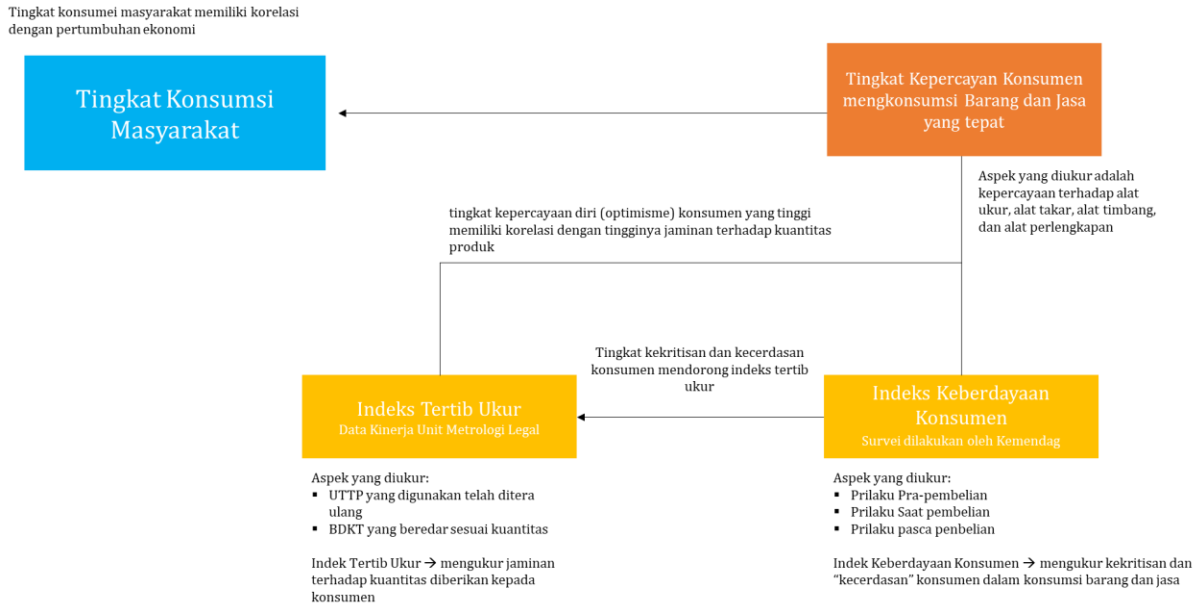 Tingkat konsumei masyarakat memiliki korelasi
dengan pertumbuhan ekonomi
Tingkat Konsumsi
Masyarakat
Tingkat Kepercayan Konsumen
mengkonsumsi Barang dan Jasa
yang tepat
Aspek yang diukur adalah
kepercayaan terhadap alat
ukur, alat takar, alat timbang,
dan alat perlengkapan
tingkat kepercayaan diri (optimisme) konsumen yang tinggi
memiliki korelasi dengan tingginya jaminan terhadap kuantitas
produk
Tingkat kekritisan dan kecerdasan
konsumen mendorong indeks tertib
ukur
Indeks Tertib Ukur
Data Kinerja Unit Metrologi Legal
Indeks Keberdayaan
Konsumen
Survei dilakukan oleh Kemendag
Aspek yang diukur:
▪ UTTP yang digunakan telah ditera
ulang
▪ BDKT yang beredar sesuai kuantitas
Indek Tertib Ukur → mengukur jaminan
terhadap kuantitas diberikan kepada
konsumen
Aspek yang diukur:
▪ Prilaku Pra-pembelian
▪ Prilaku Saat pembelian
▪ Prilaku pasca penbelian
Indek Keberdayaan Konsumen → mengukur kekritisan dan
“kecerdasan” konsumen dalam konsumsi barang dan jasa